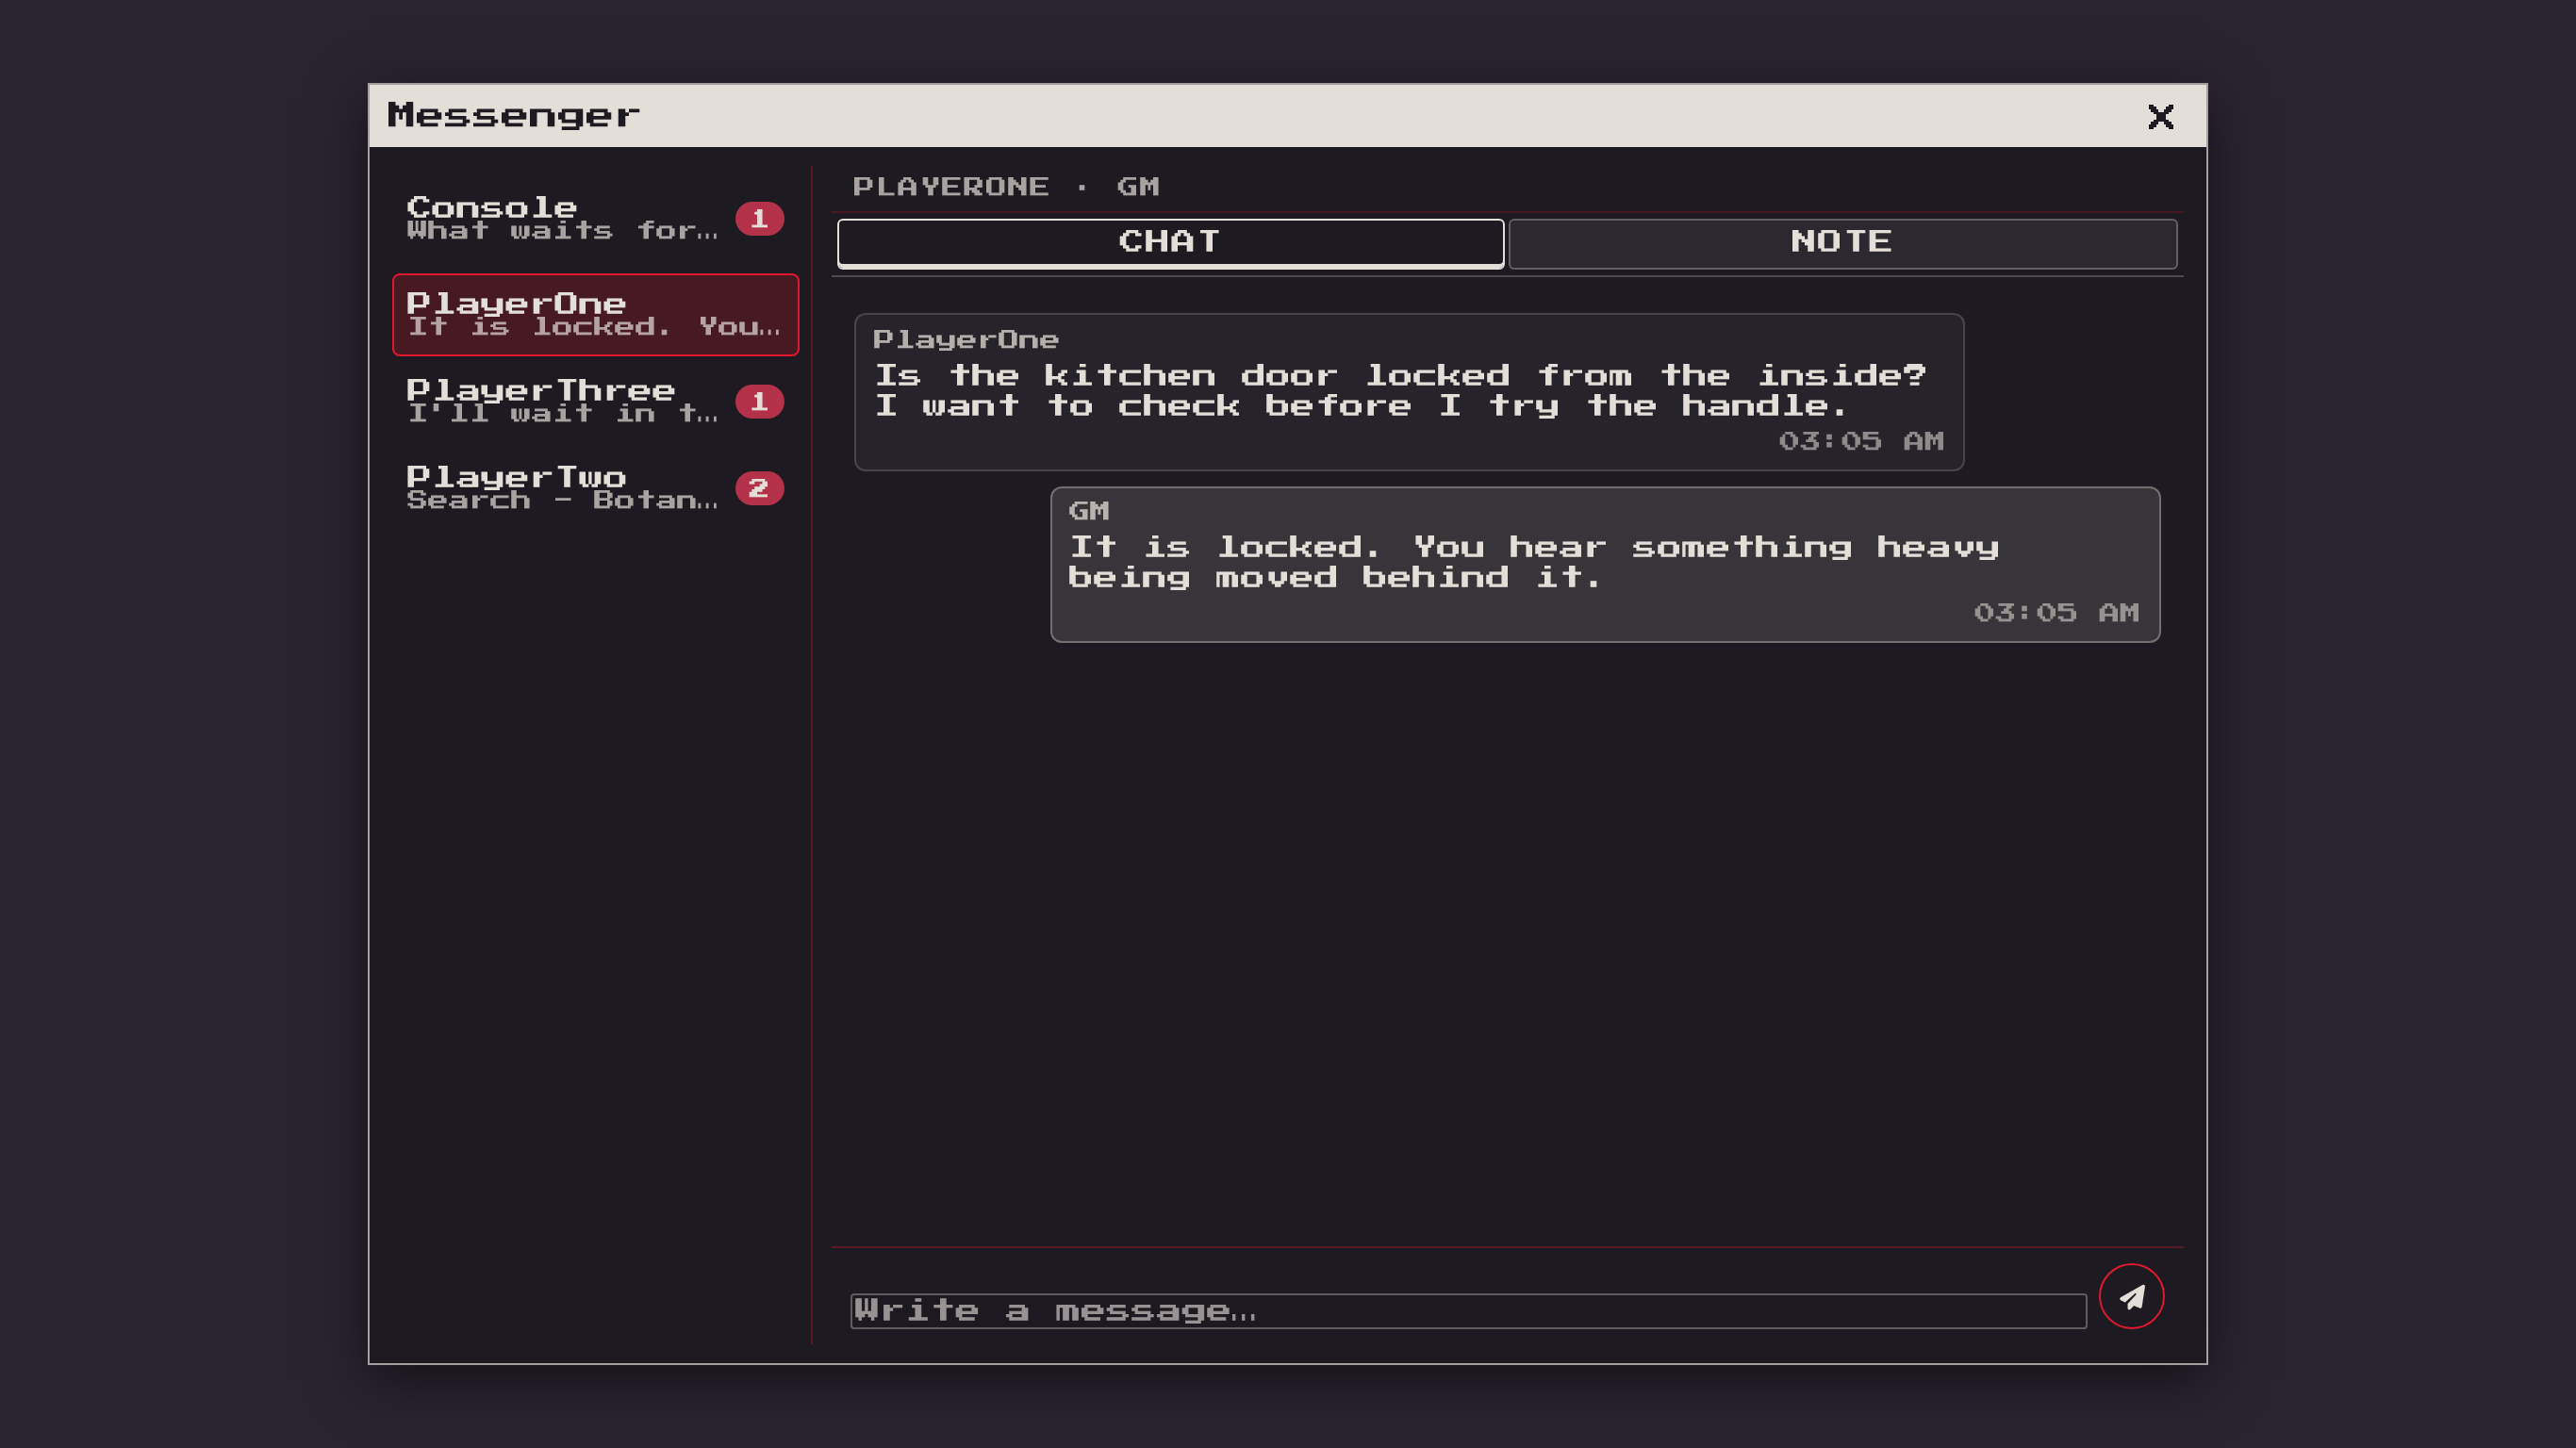 Messenger
Console
What waits for…
1
PlayerOne
It is locked. You…
PlayerThree
I'll wait in t…
1
PlayerTwo
Search - Botan…
2
PLAYERONE · GM
CHAT
NOTE
PlayerOne
Is the kitchen door locked from the inside?
I want to check before I try the handle.
03:05 AM
GM
It is locked. You hear something heavy
being moved behind it.
03:05 AM
Write a message…